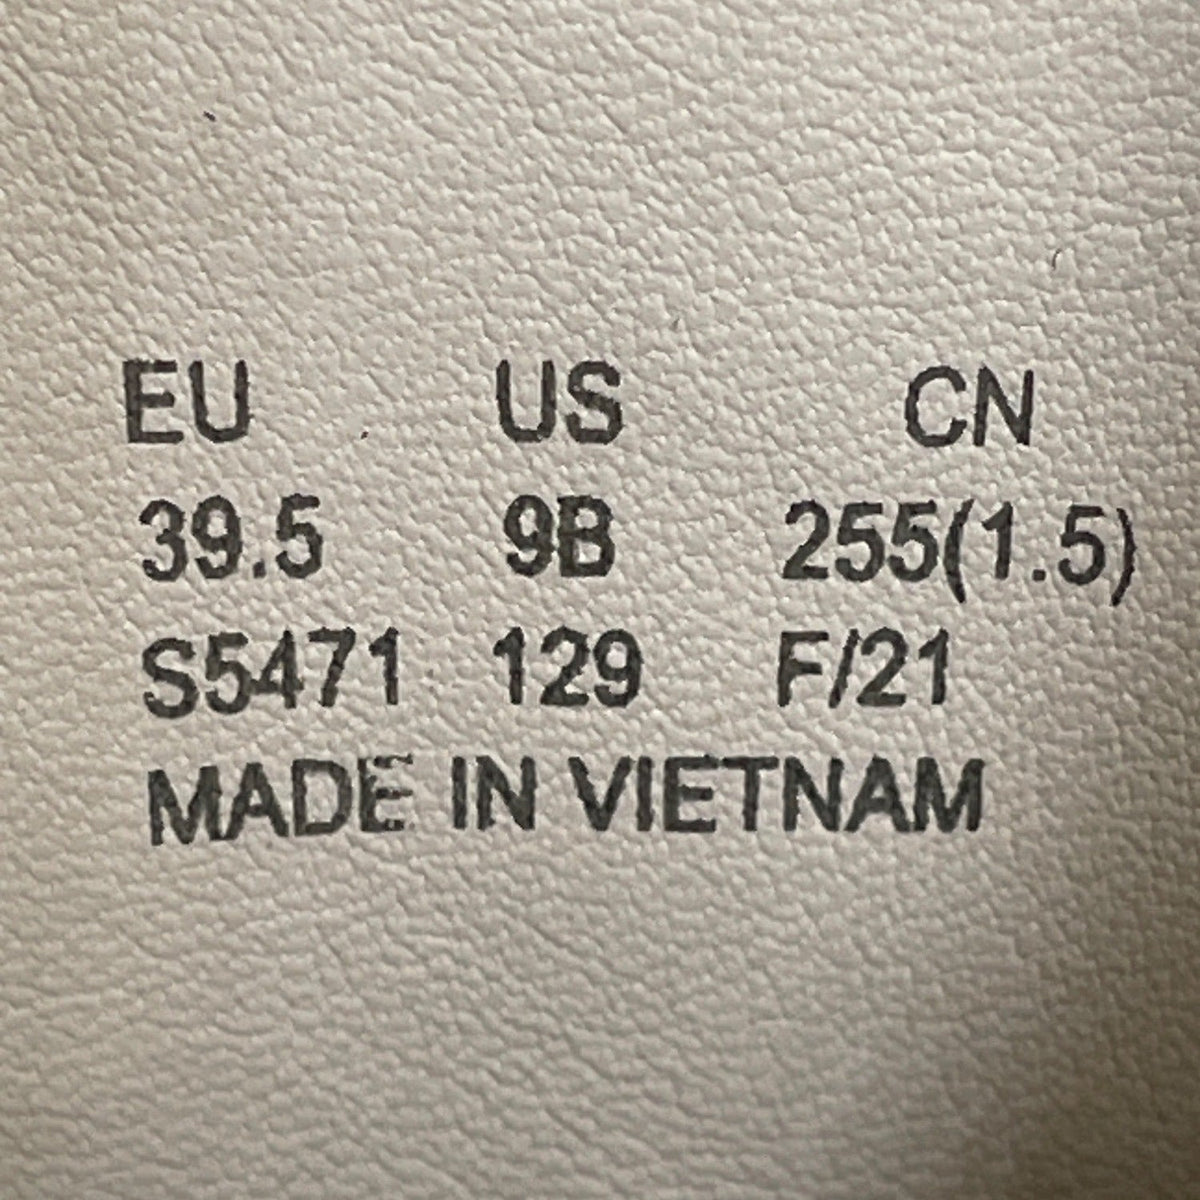 EU US CN
39.5 9B 255(1.5)
S5471 129 F/21
MADE IN VIETNAM